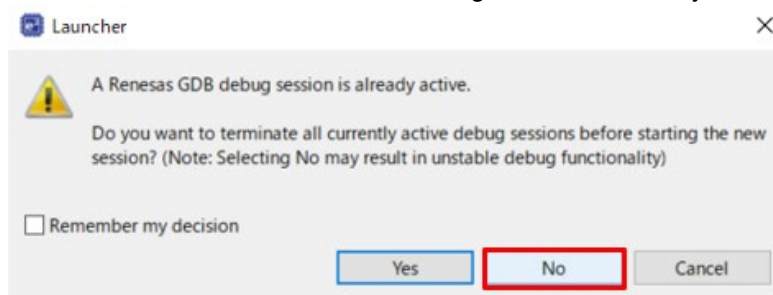 Launcher
A Renesas GDB debug session is already active.
Do you want to terminate all currently active debug sessions before starting the new
session? (Note: Selecting No may result in unstable debug functionality)
Remember my decision
Yes No Cancel